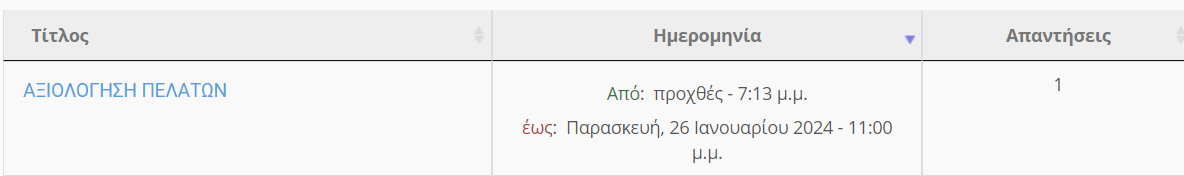 Τίτλος
Ημερομηνία
Απαντήσεις
ΑΞΙΟΛΟΓΗΣΗ ΠΕΛΑΤΩΝ
Από: προχθές - 7:13 μ.μ.
έως: Παρασκευή, 26 Ιανουαρίου 2024 - 11:00
μ.μ.
1